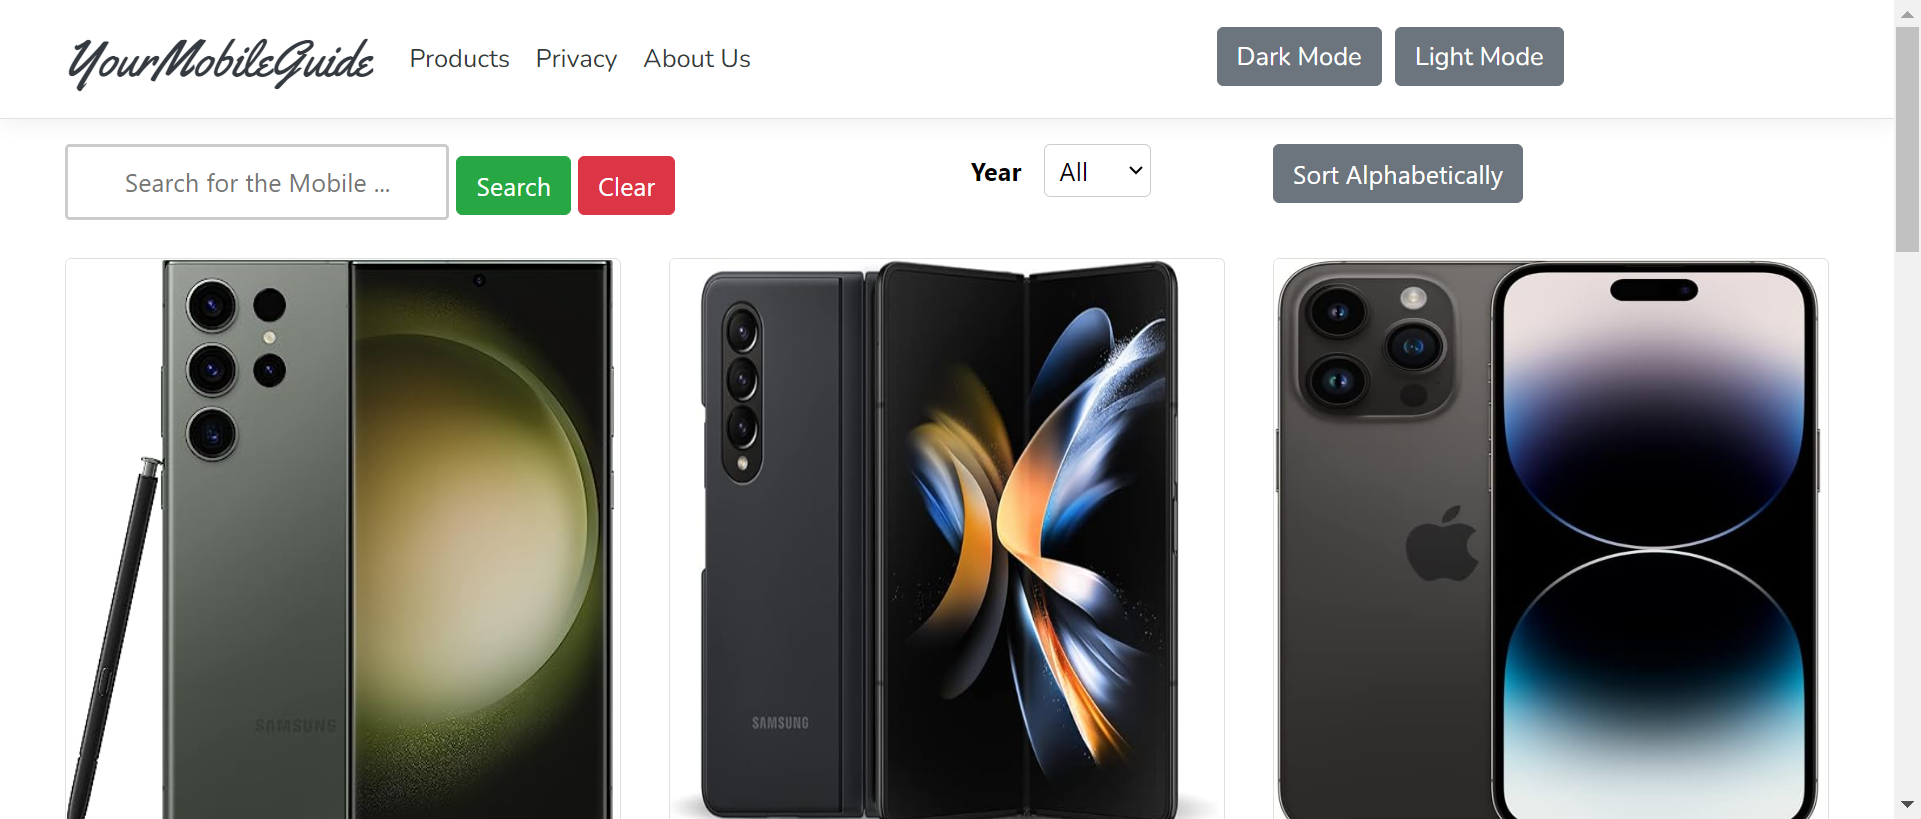 YourMobileGuide Products Privacy About Us Dark Mode Light Mode
Search for the Mobile ... Search Clear Year All Sort Alphabetically
SAMSUNG
SAMSUNG